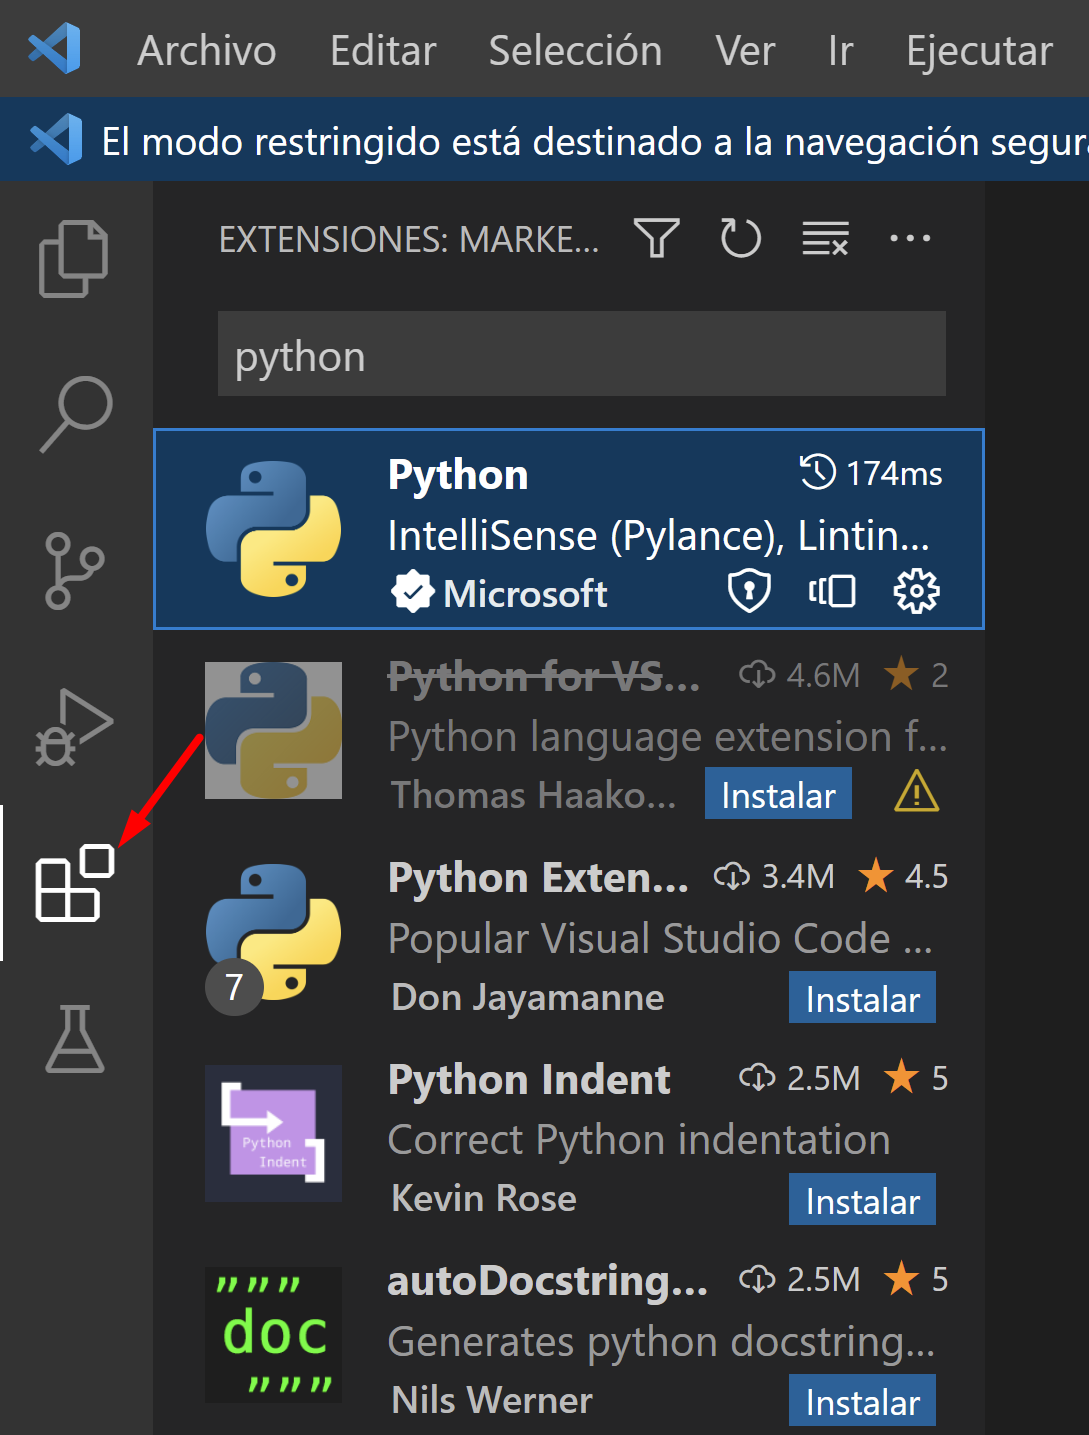 Archivo Editar Selección Ver Ir Ejecutar
El modo restringido está destinado a la navegación segura
EXTENSIONES: MARKE...
python
Python 174ms
IntelliSense (Pylance), Lintin...
Microsoft
Python for VS... 4.6M 2
Python language extension f...
Thomas Haako... Instalar
Python Exten... 3.4M 4.5
Popular Visual Studio Code ...
7
Don Jayamanne Instalar
Python Indent 2.5M 5
Correct Python indentation
Python
Indent
Kevin Rose Instalar
autoDocstring... 2.5M 5
"""
doc
"""
Generates python docstring...
Nils Werner Instalar